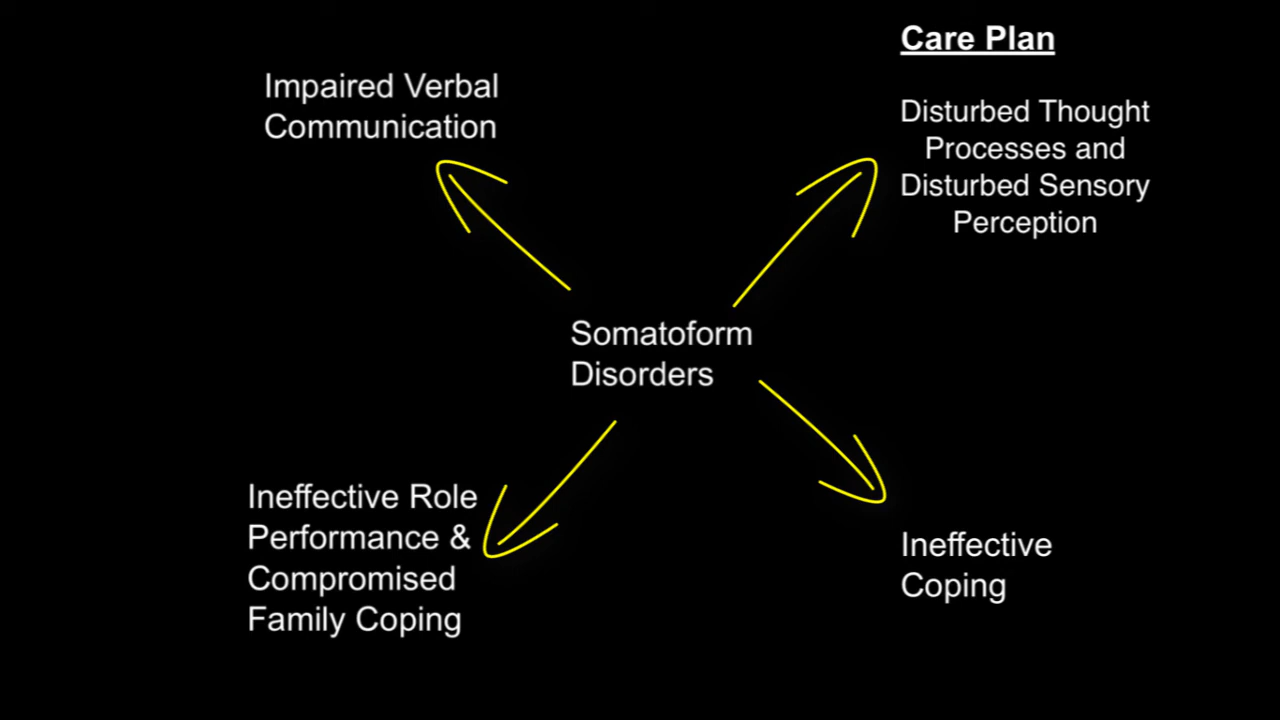 Care Plan
Impaired Verbal
Communication
Disturbed Thought
Processes and
Disturbed Sensory
Perception
Somatoform
Disorders
Ineffective Role
Performance &
Compromised
Family Coping
Ineffective
Coping